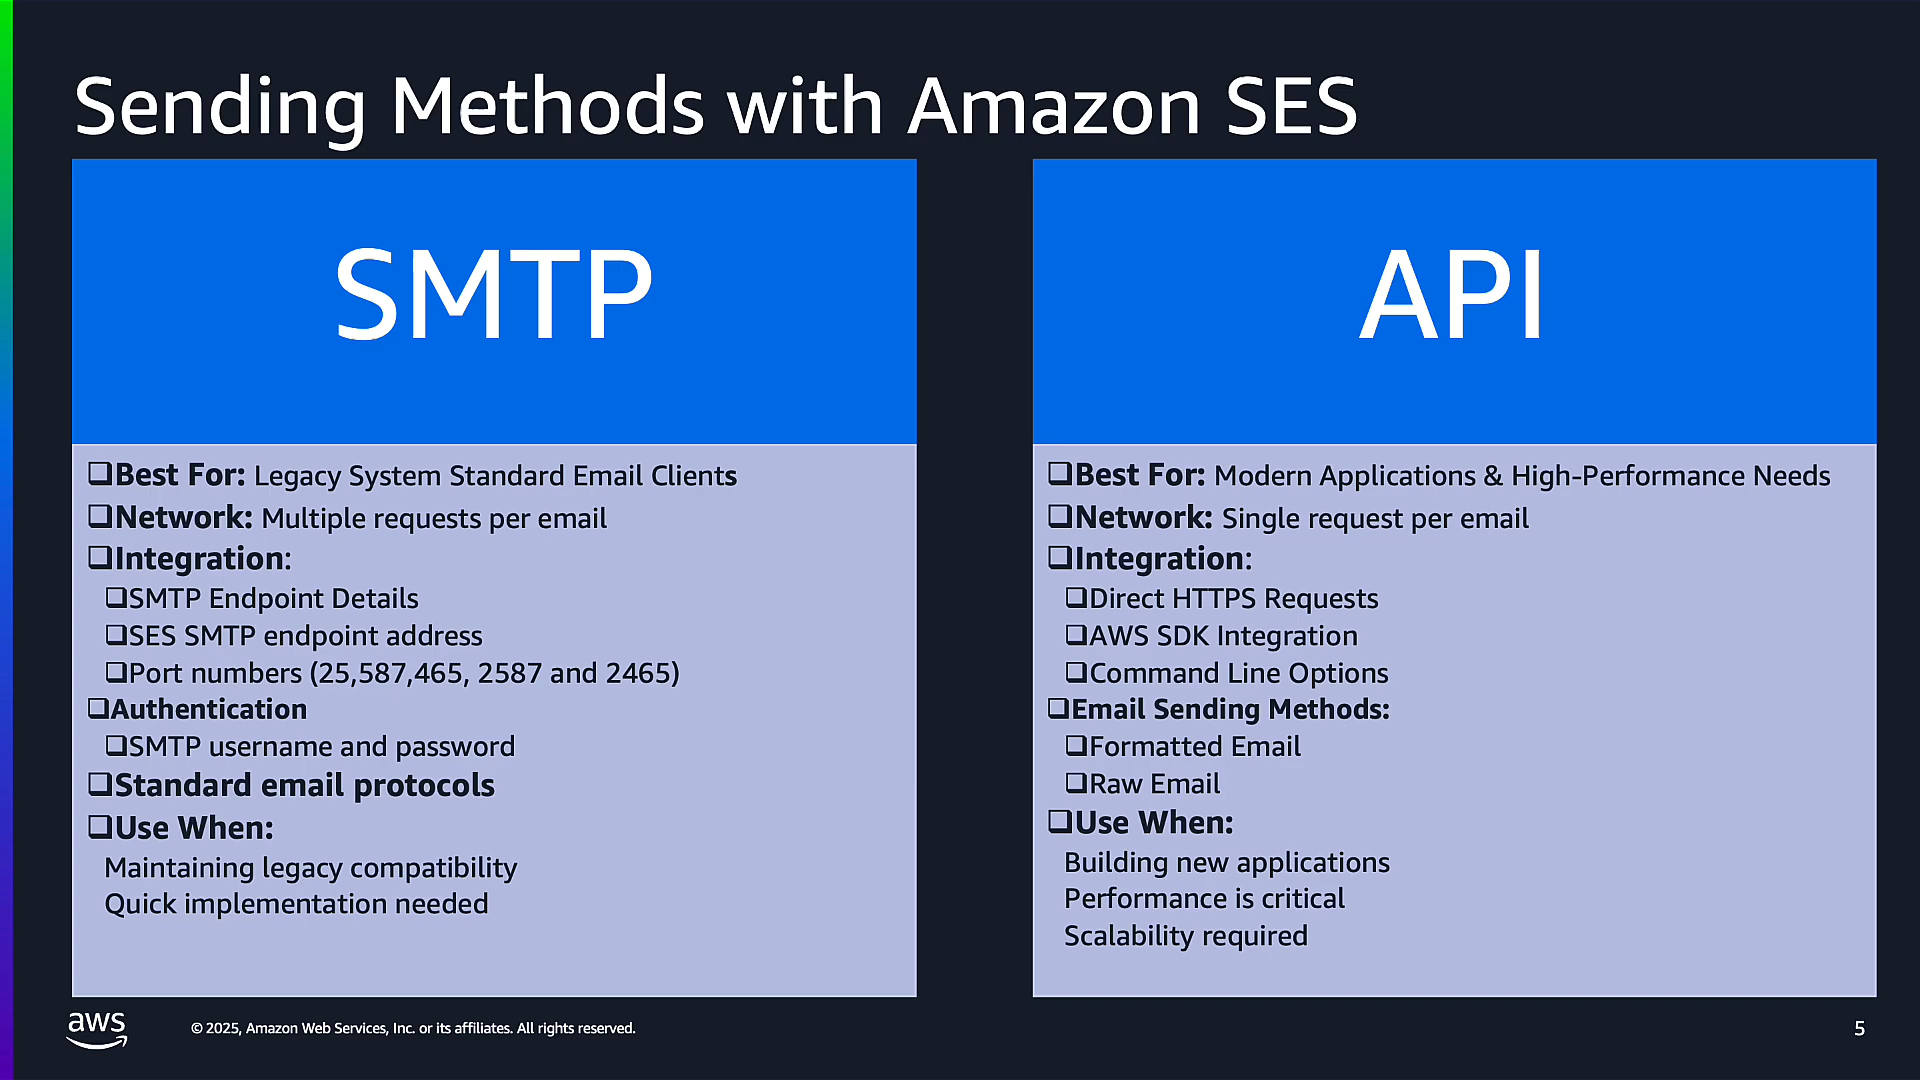 Sending Methods with Amazon SES
SMTP
❑Best For: Legacy System Standard Email Clients
❑Network: Multiple requests per email
❑Integration:
❑SMTP Endpoint Details
❑SES SMTP endpoint address
❑Port numbers (25,587,465, 2587 and 2465)
❑Authentication
❑SMTP username and password
❑Standard email protocols
❑Use When:
Maintaining legacy compatibility
Quick implementation needed
API
❑Best For: Modern Applications & High-Performance Needs
❑Network: Single request per email
❑Integration:
❑Direct HTTPS Requests
❑AWS SDK Integration
❑Command Line Options
❑Email Sending Methods:
❑Formatted Email
❑Raw Email
❑Use When:
Building new applications
Performance is critical
Scalability required
aws
© 2025, Amazon Web Services, Inc. or its affiliates. All rights reserved.
5